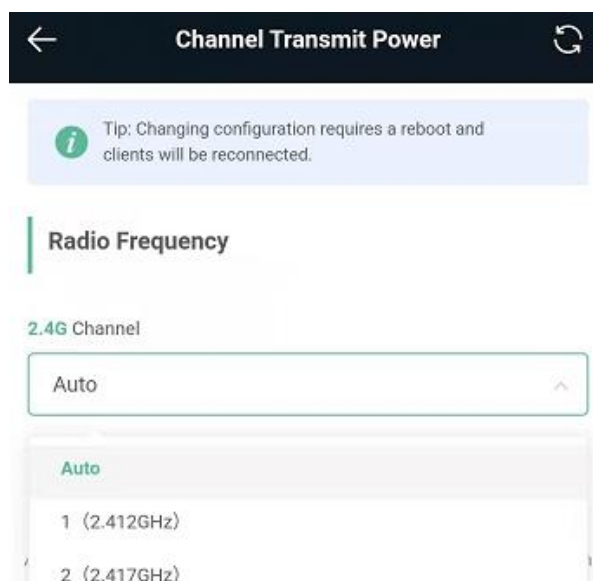 Channel Transmit Power
Tip: Changing configuration requires a reboot and
clients will be reconnected.
Radio Frequency
2.4G Channel
Auto
Auto
1（2.412GHz）
2（2.417GHz）